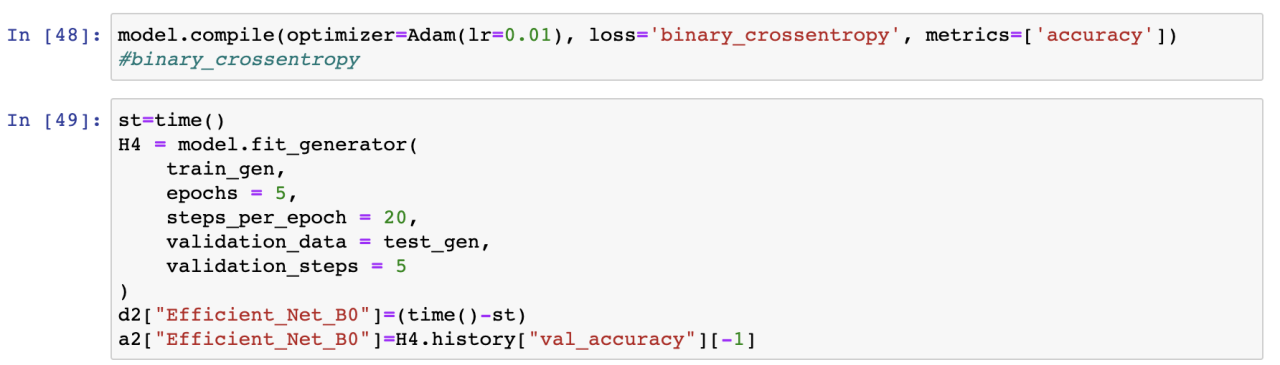 In [48]: model.compile(optimizer=Adam(lr=0.01), loss='binary_crossentropy', metrics=['accuracy'])
#binary_crossentropy
In [49]: st=time()
H4 = model.fit_generator(
    train_gen,
    epochs = 5,
    steps_per_epoch = 20,
    validation_data = test_gen,
    validation_steps = 5
)
d2["Efficient_Net_B0"]=(time()-st)
a2["Efficient_Net_B0"]=H4.history["val_accuracy"][-1]